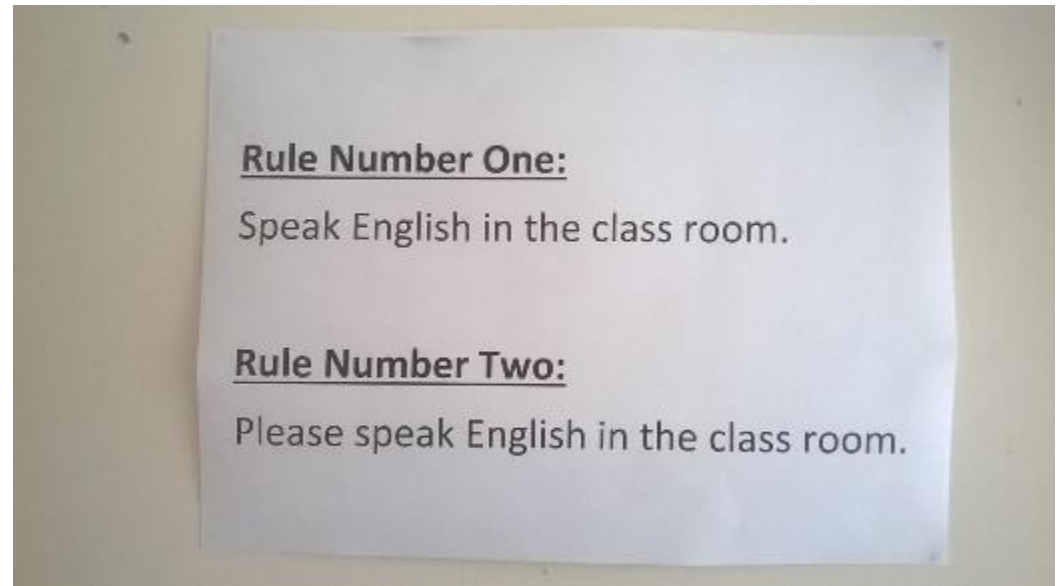 Rule Number One:
Speak English in the class room.
Rule Number Two:
Please speak English in the class room.